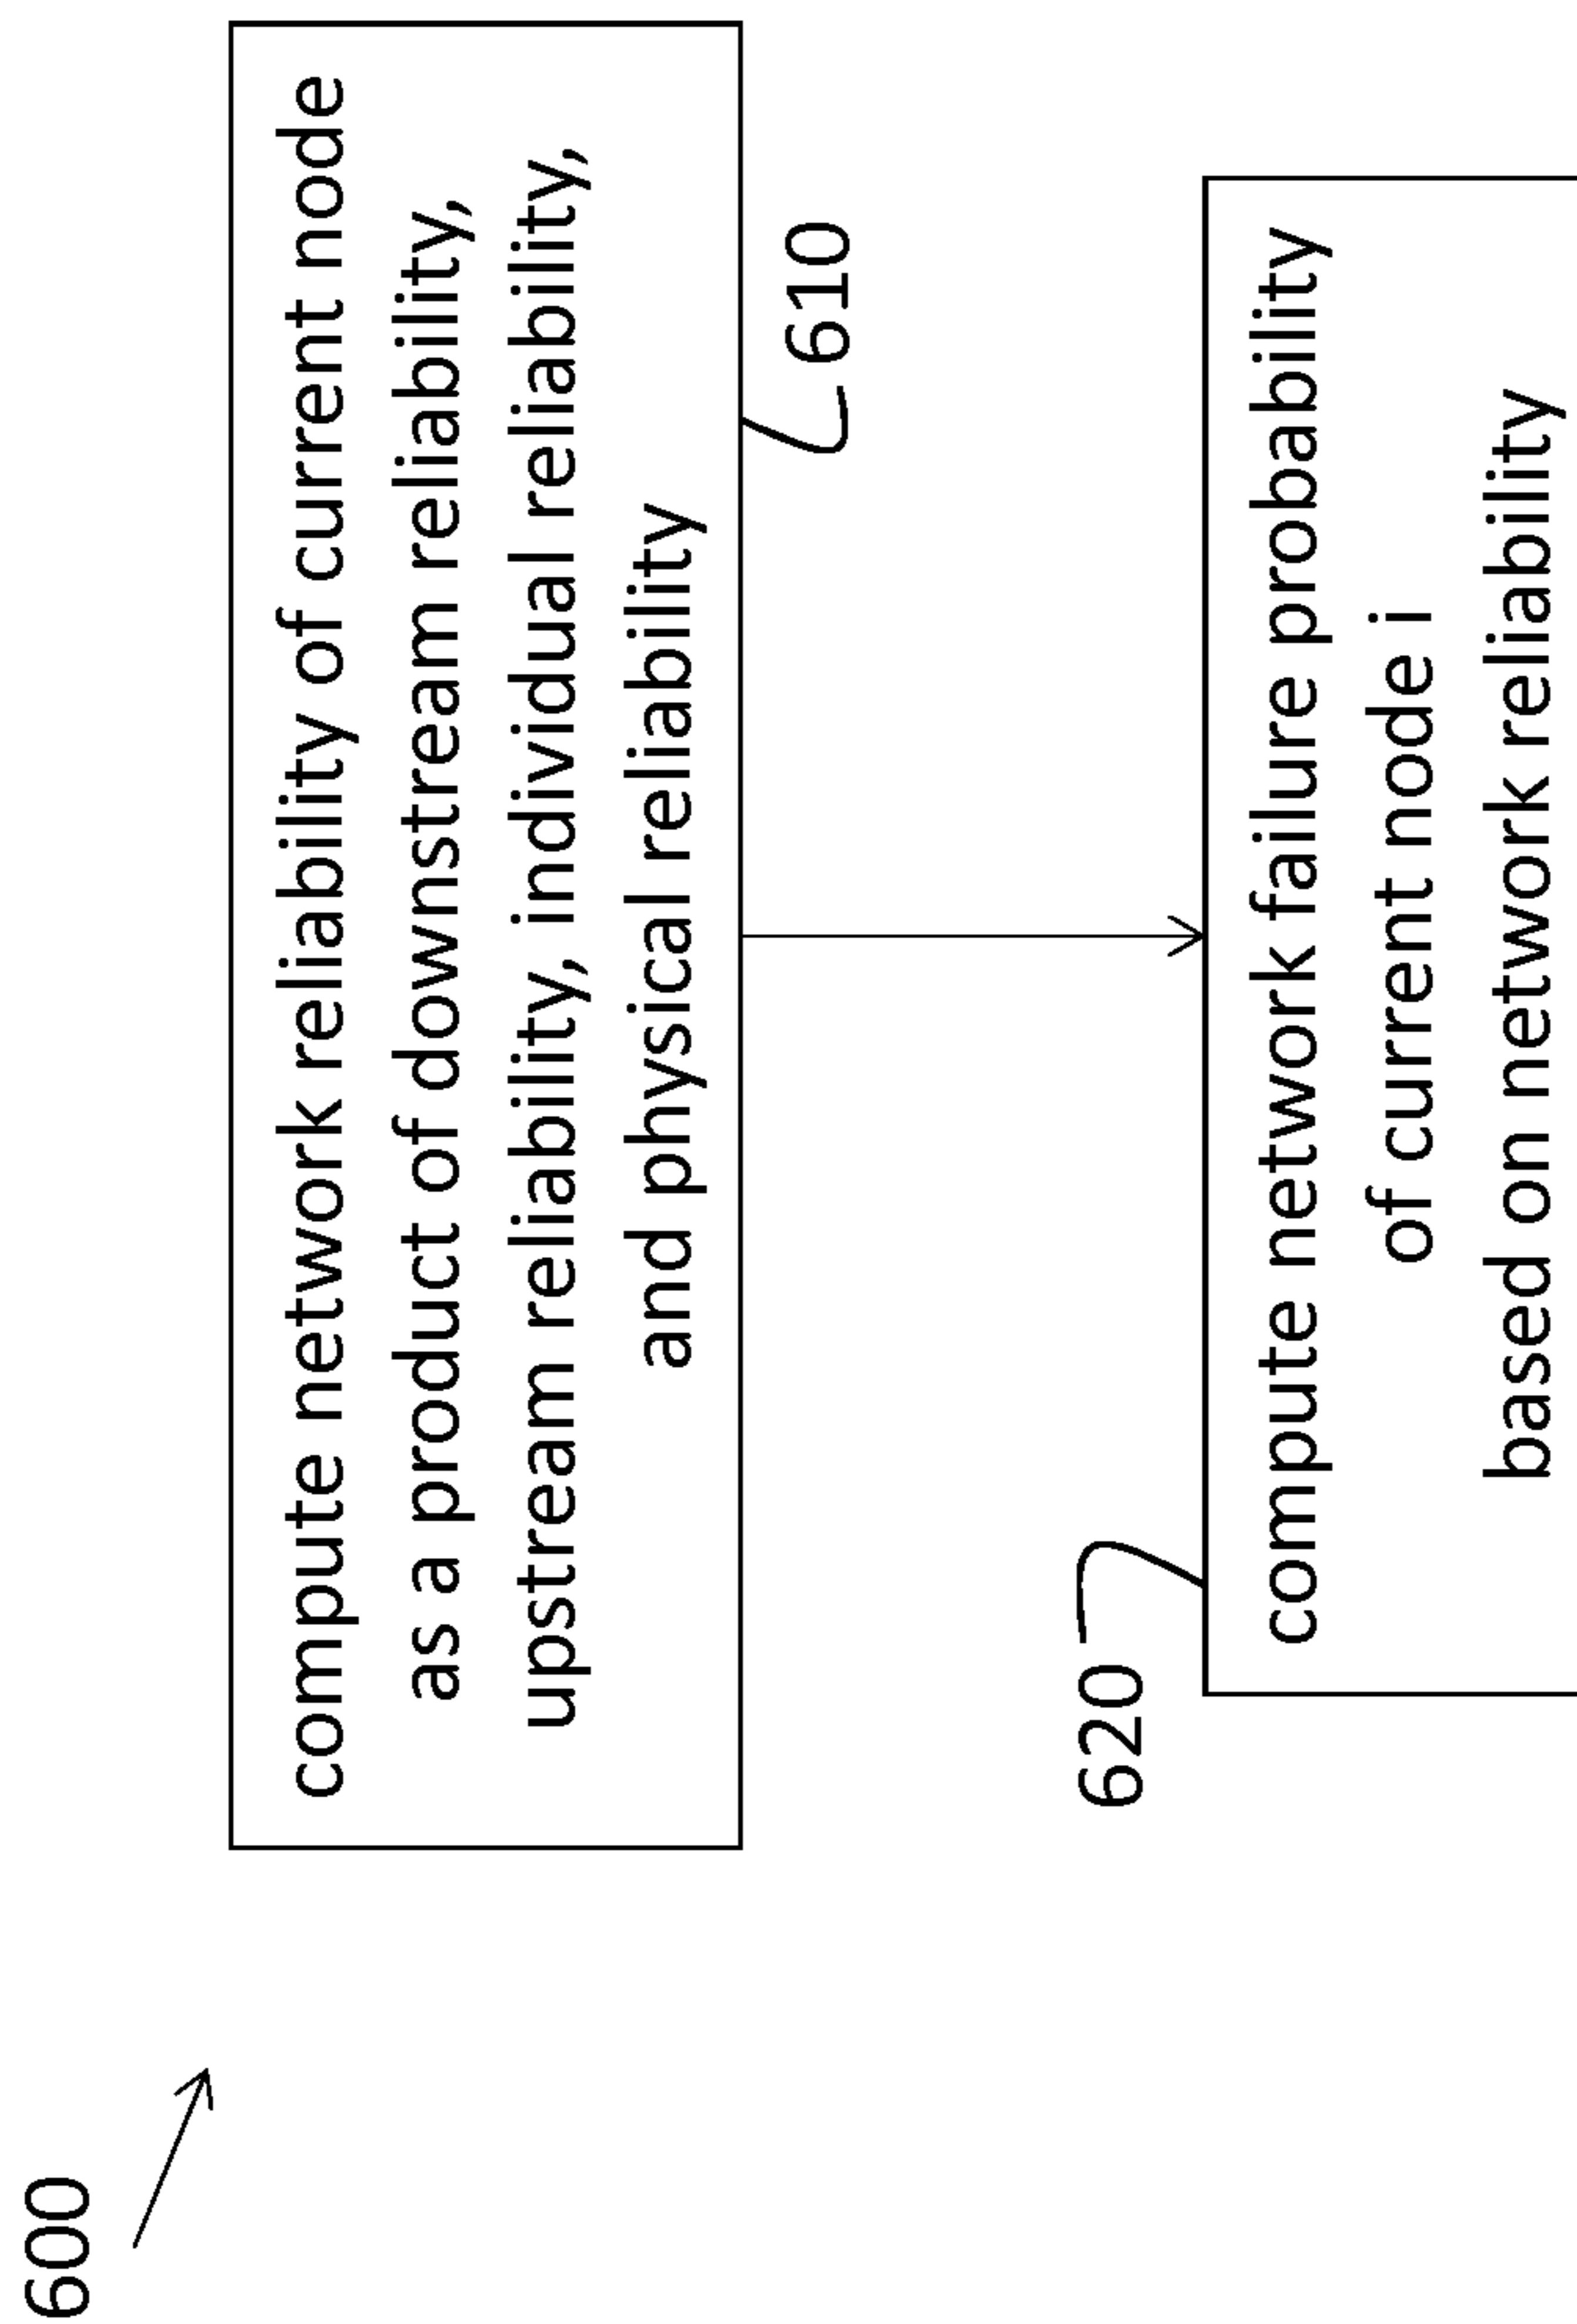 600
compute network reliability of current node
as a product of downstream reliability,
upstream reliability, individual reliability,
and physical reliability
610
620
compute network failure probability
of current node i
based on network reliability